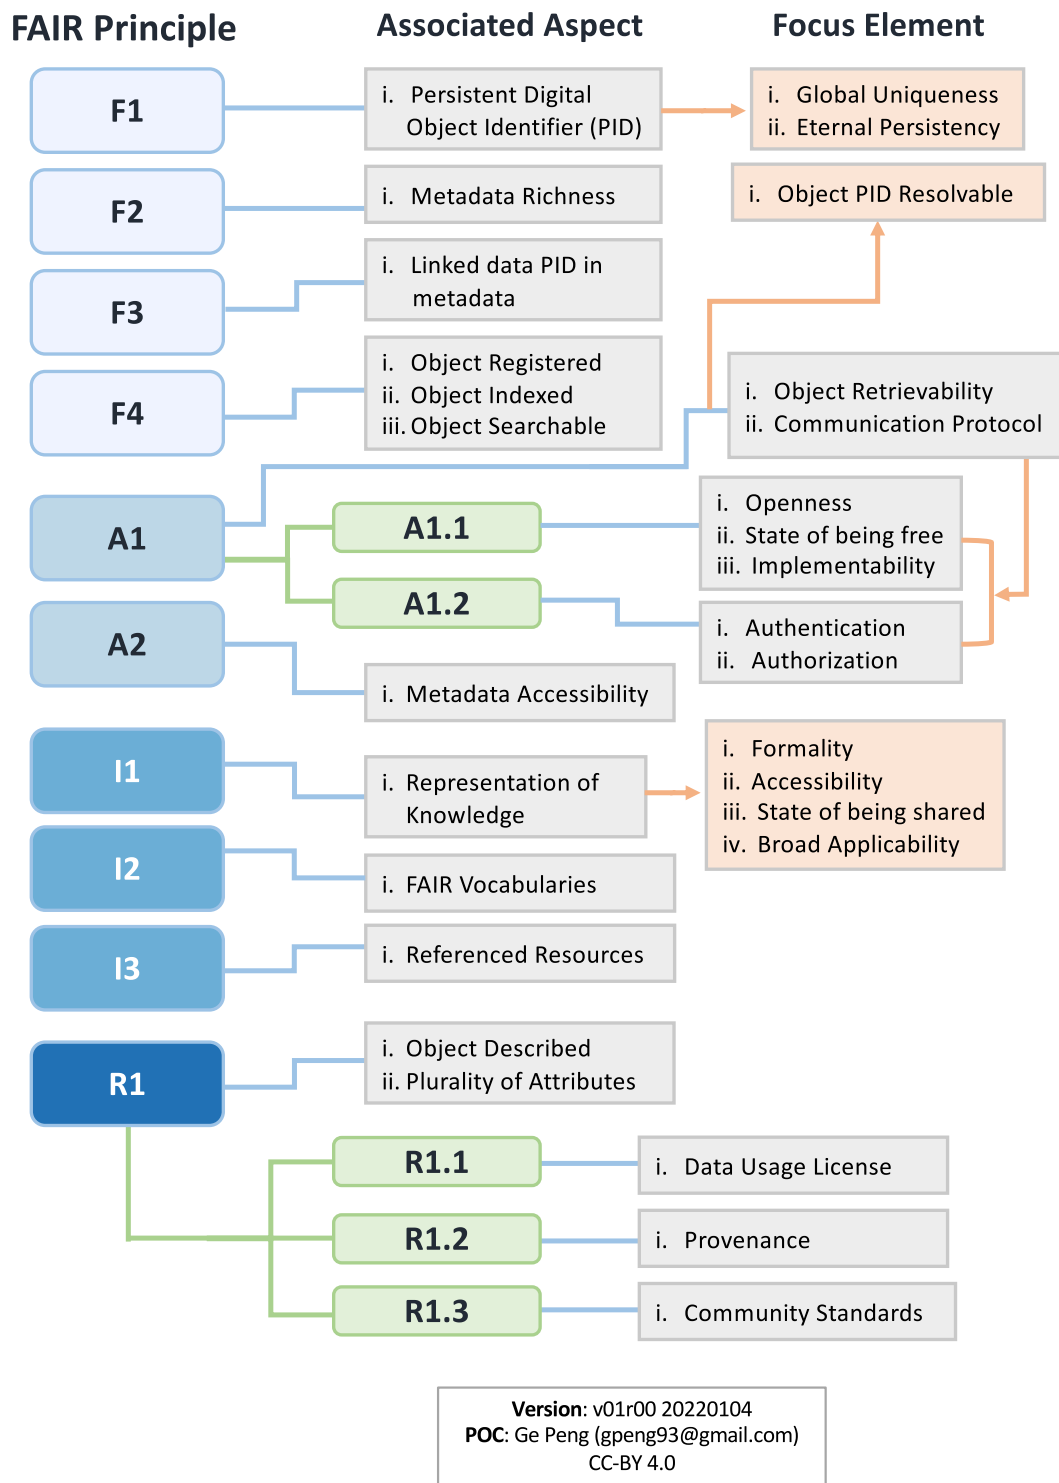 FAIR Principle
Associated Aspect
Focus Element
F1
i. Persistent Digital
Object Identifier (PID)
i. Global Uniqueness
ii. Eternal Persistency
F2
i. Metadata Richness
i. Object PID Resolvable
F3
i. Linked data PID in
metadata
F4
i. Object Registered
ii. Object Indexed
iii. Object Searchable
i. Object Retrievability
ii. Communication Protocol
A1
A1.1
i. Openness
ii. State of being free
iii. Implementability
A1.2
i. Authentication
ii. Authorization
A2
i. Metadata Accessibility
I1
i. Representation of
Knowledge
i. Formality
ii. Accessibility
iii. State of being shared
iv. Broad Applicability
I2
i. FAIR Vocabularies
I3
i. Referenced Resources
R1
i. Object Described
ii. Plurality of Attributes
R1.1
i. Data Usage License
R1.2
i. Provenance
R1.3
i. Community Standards
Version: v01r00 20220104
POC: Ge Peng (gpeng93@gmail.com)
CC-BY 4.0